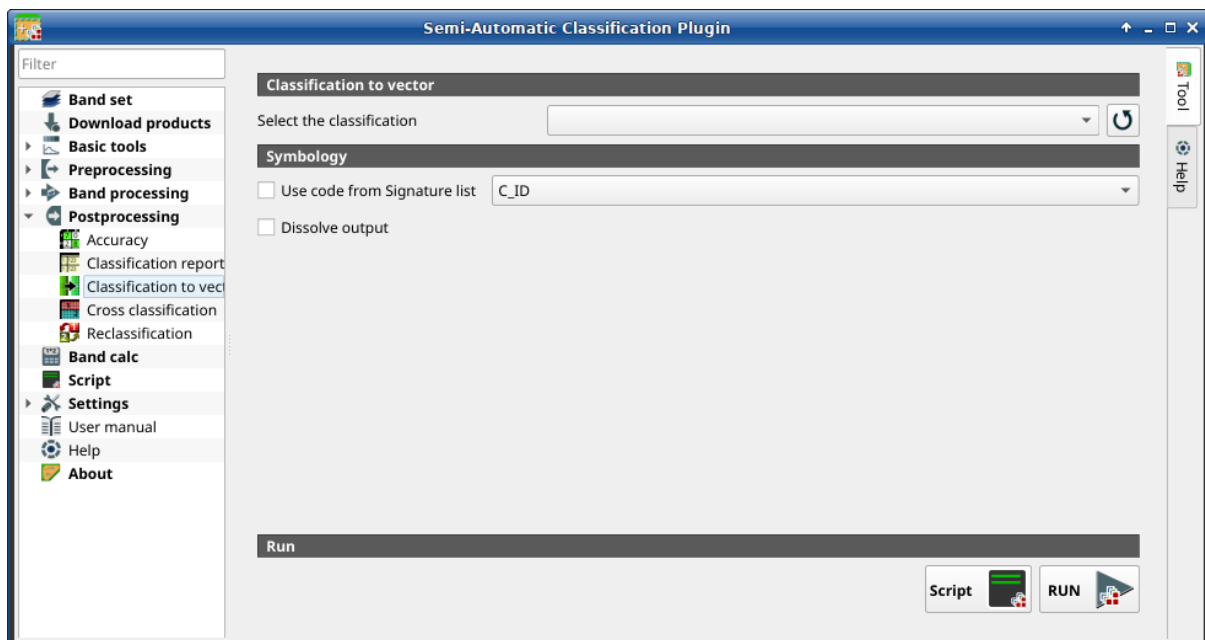 Semi-Automatic Classification Plugin
Filter
Band set
Download products
Basic tools
Preprocessing
Band processing
Postprocessing
Accuracy
Classification report
Classification to vect
Cross classification
Reclassification
Band calc
Script
Settings
User manual
Help
About
Classification to vector
Select the classification
Symbology
Use code from Signature list C_ID
Dissolve output
Run
Script RUN
Tool
Help